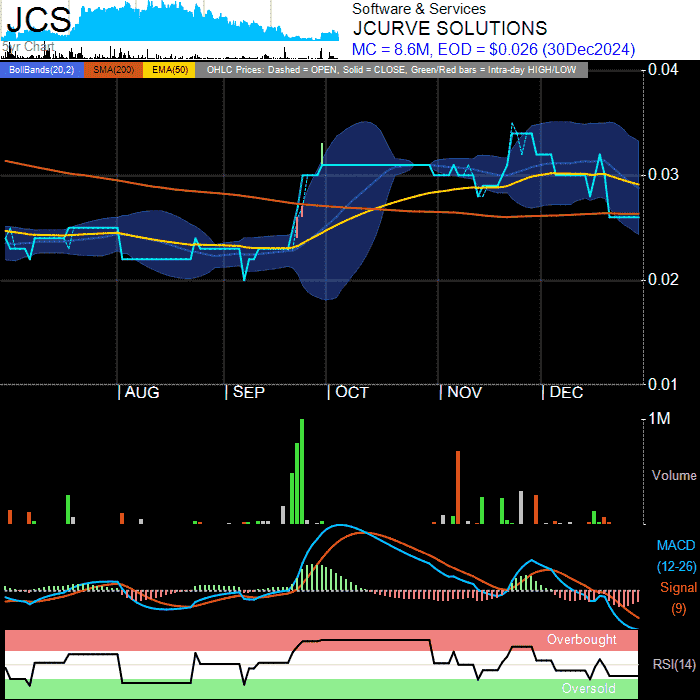 JCS
5yr Chart
Software & Services
JCURVE SOLUTIONS
MC = 8.6M, EOD = $0.026 (30Dec2024)
BollBands(20,2) SMA(200) EMA(50) OHLC Prices: Dashed = OPEN, Solid = CLOSE, Green/Red bars = Intra-day HIGH/LOW
0.04
0.03
0.02
0.01
AUG SEP OCT NOV DEC
1M
Volume
MACD
(12-26)
Signal
(9)
Overbought
RSI(14)
Oversold